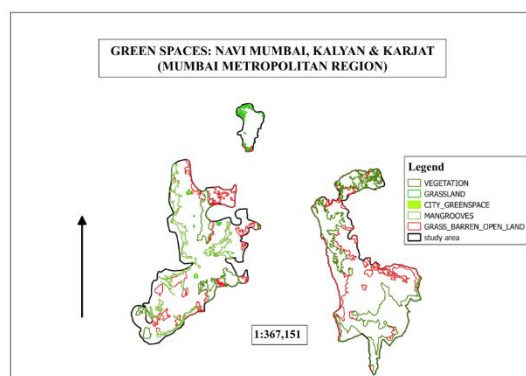 GREEN SPACES: NAVI MUMBAI, KALYAN & KARJAT
(MUMBAI METROPOLITAN REGION)
Legend
VEGETATION
GRASSLAND
CITY_GREENSPACE
MANGROOVES
GRASS_BARREN_OPEN_LAND
study area
1:367,151